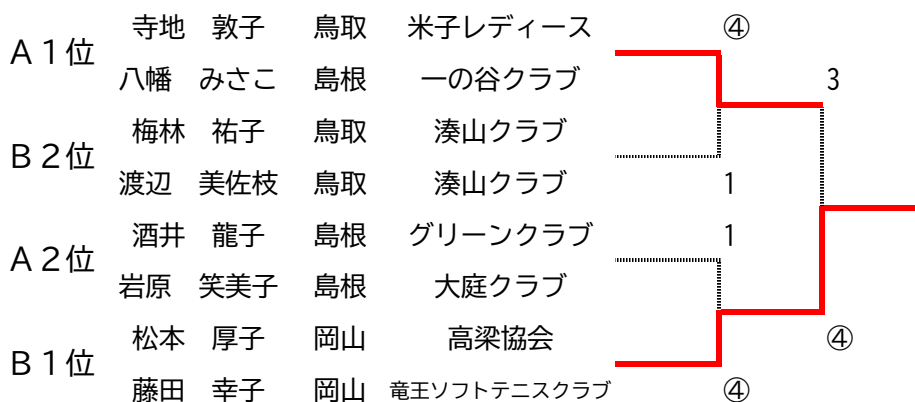 寺地 敦子 鳥取 米子レディース ④
A1位
八幡 みさこ 島根 一の谷クラブ 3
梅林 祐子 鳥取 湊山クラブ
B2位
渡辺 美佐枝 鳥取 湊山クラブ 1
酒井 龍子 島根 グリーンクラブ 1
A2位
岩原 笑美子 島根 大庭クラブ
松本 厚子 岡山 高梁協会 ④
B1位
藤田 幸子 岡山 竜王ソフトテニスクラブ ④